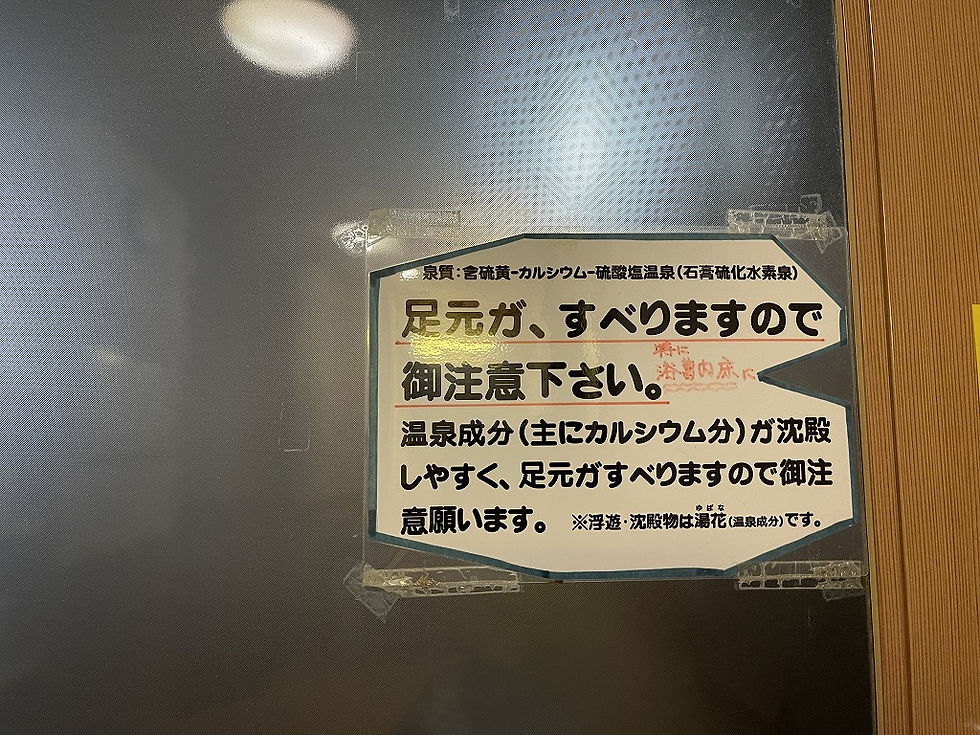 泉質：含硫黄-カルシウム-硫酸塩温泉（石膏硫化水素泉）
足元が、すべりますので
御注意下さい。
特に
浴槽内床に
温泉成分（主にカルシウム分）が沈殿
しやすく、足元がすべりますので御注
意願います。 ※浮遊・沈殿物は湯花（温泉成分）です。
ゆばな